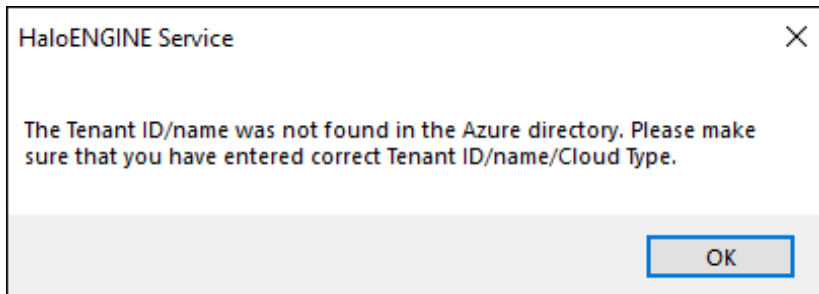 HaloENGINE Service
The Tenant ID/name was not found in the Azure directory. Please make
sure that you have entered correct Tenant ID/name/Cloud Type.
OK